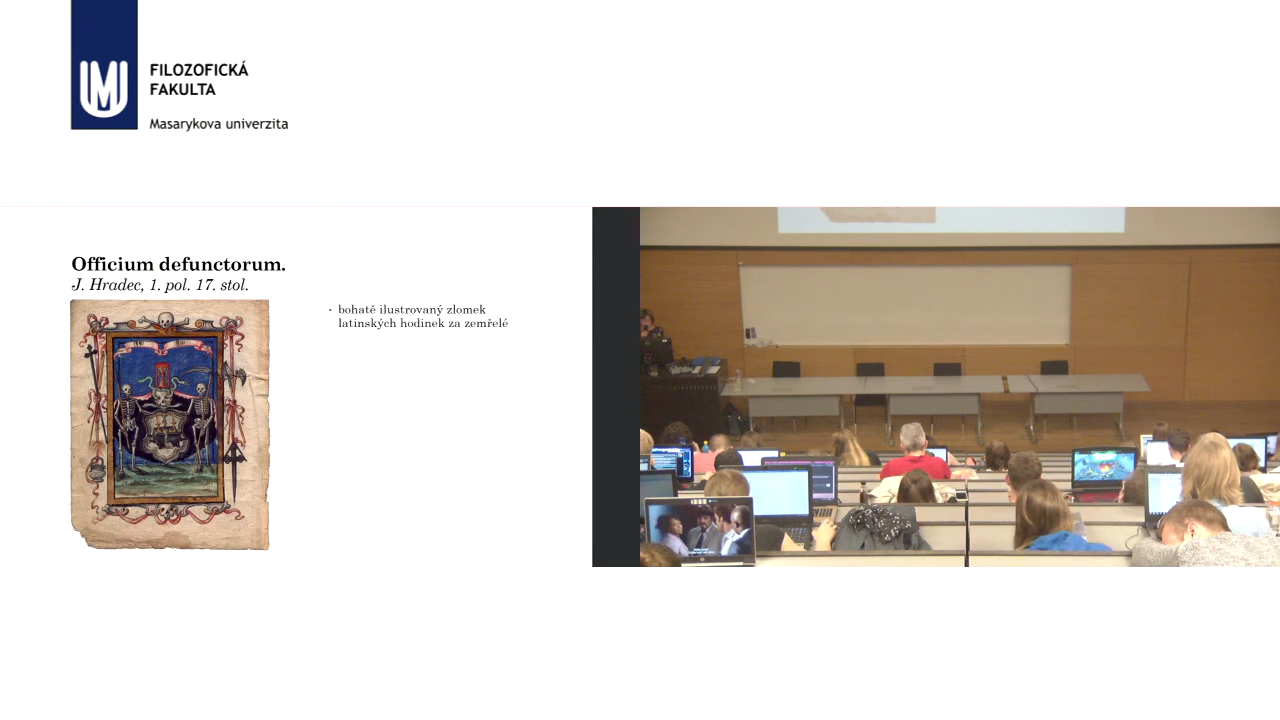 FILOZOFICKÁ
FAKULTA
Masarykova univerzita
Officium defunctorum.
J. Hradec, 1. pol. 17. stol.
• bohatě ilustrovaný zlomek
latinských hodinek za zemřelé